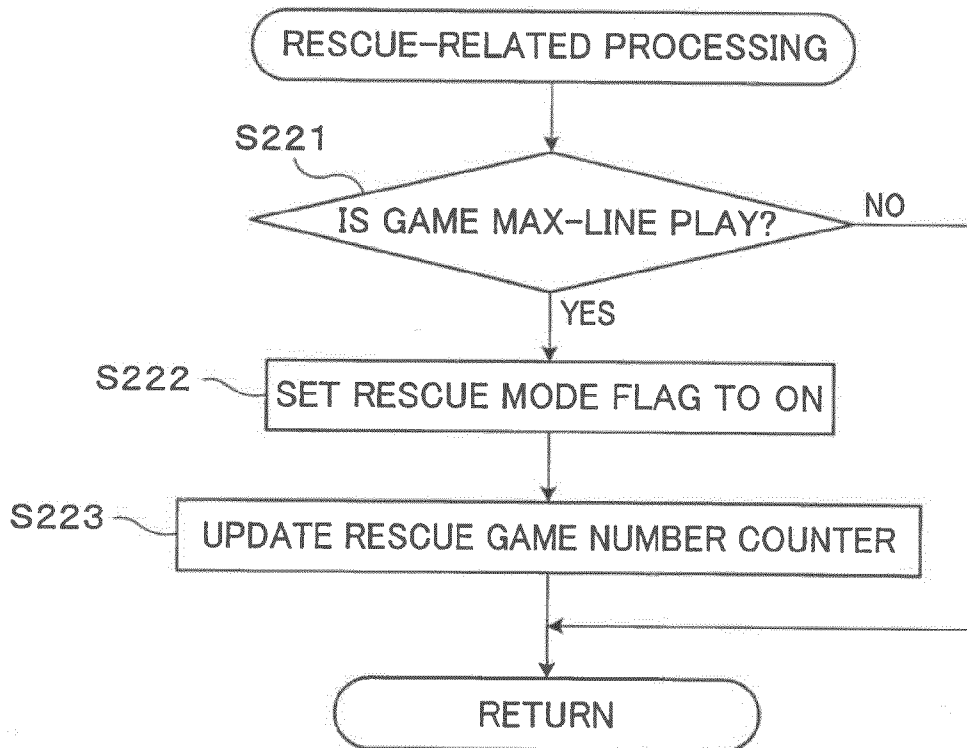 RESCUE-RELATED PROCESSING
S221
IS GAME MAX-LINE PLAY?
NO
YES
S222
SET RESCUE MODE FLAG TO ON
S223
UPDATE RESCUE GAME NUMBER COUNTER
RETURN